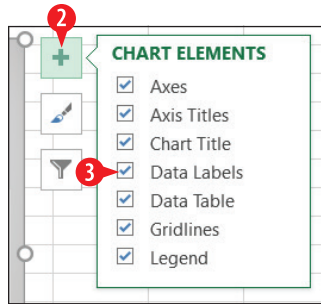 2
CHART ELEMENTS
Axes
Axis Titles
Chart Title
3 Data Labels
Data Table
Gridlines
Legend